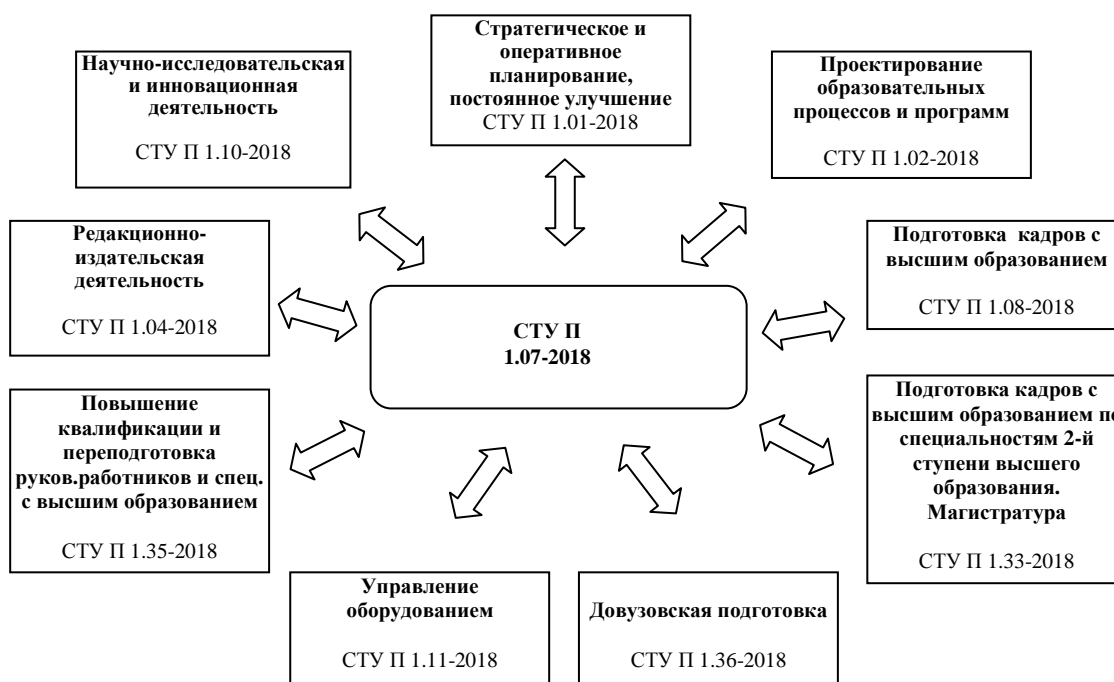 Стратегическое и
оперативное
планирование,
постоянное улучшение
СТУ П 1.01-2018
Научно-исследовательская
и инновационная
деятельность
СТУ П 1.10-2018
Проектирование
образовательных
процессов и программ
СТУ П 1.02-2018
Редакционно-
издательская
деятельность
СТУ П 1.04-2018
Подготовка кадров с
высшим образованием
СТУ П 1.08-2018
СТУ П
1.07-2018
Повышение
квалификации и
переподготовка
руков.работников и спец.
с высшим образованием
СТУ П 1.35-2018
Подготовка кадров с
высшим образованием по
специальностям 2-й
ступени высшего
образования.
Магистратура
СТУ П 1.33-2018
Управление
оборудованием
СТУ П 1.11-2018
Довузовская подготовка
СТУ П 1.36-2018